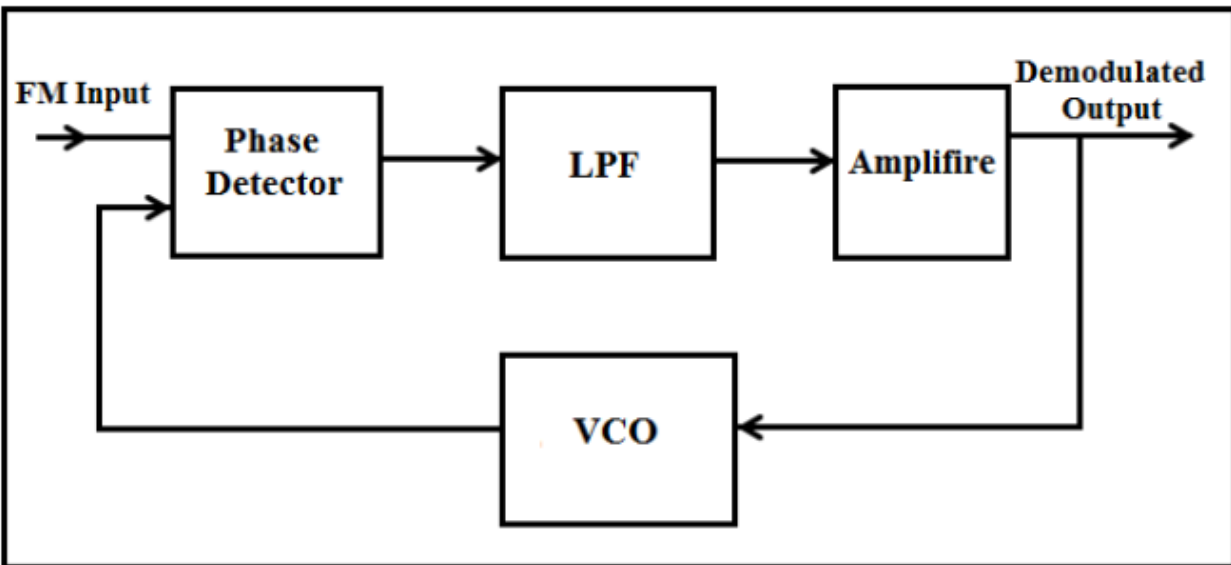 FM Input
Phase
Detector
LPF
Amplifire
Demodulated
Output
VCO